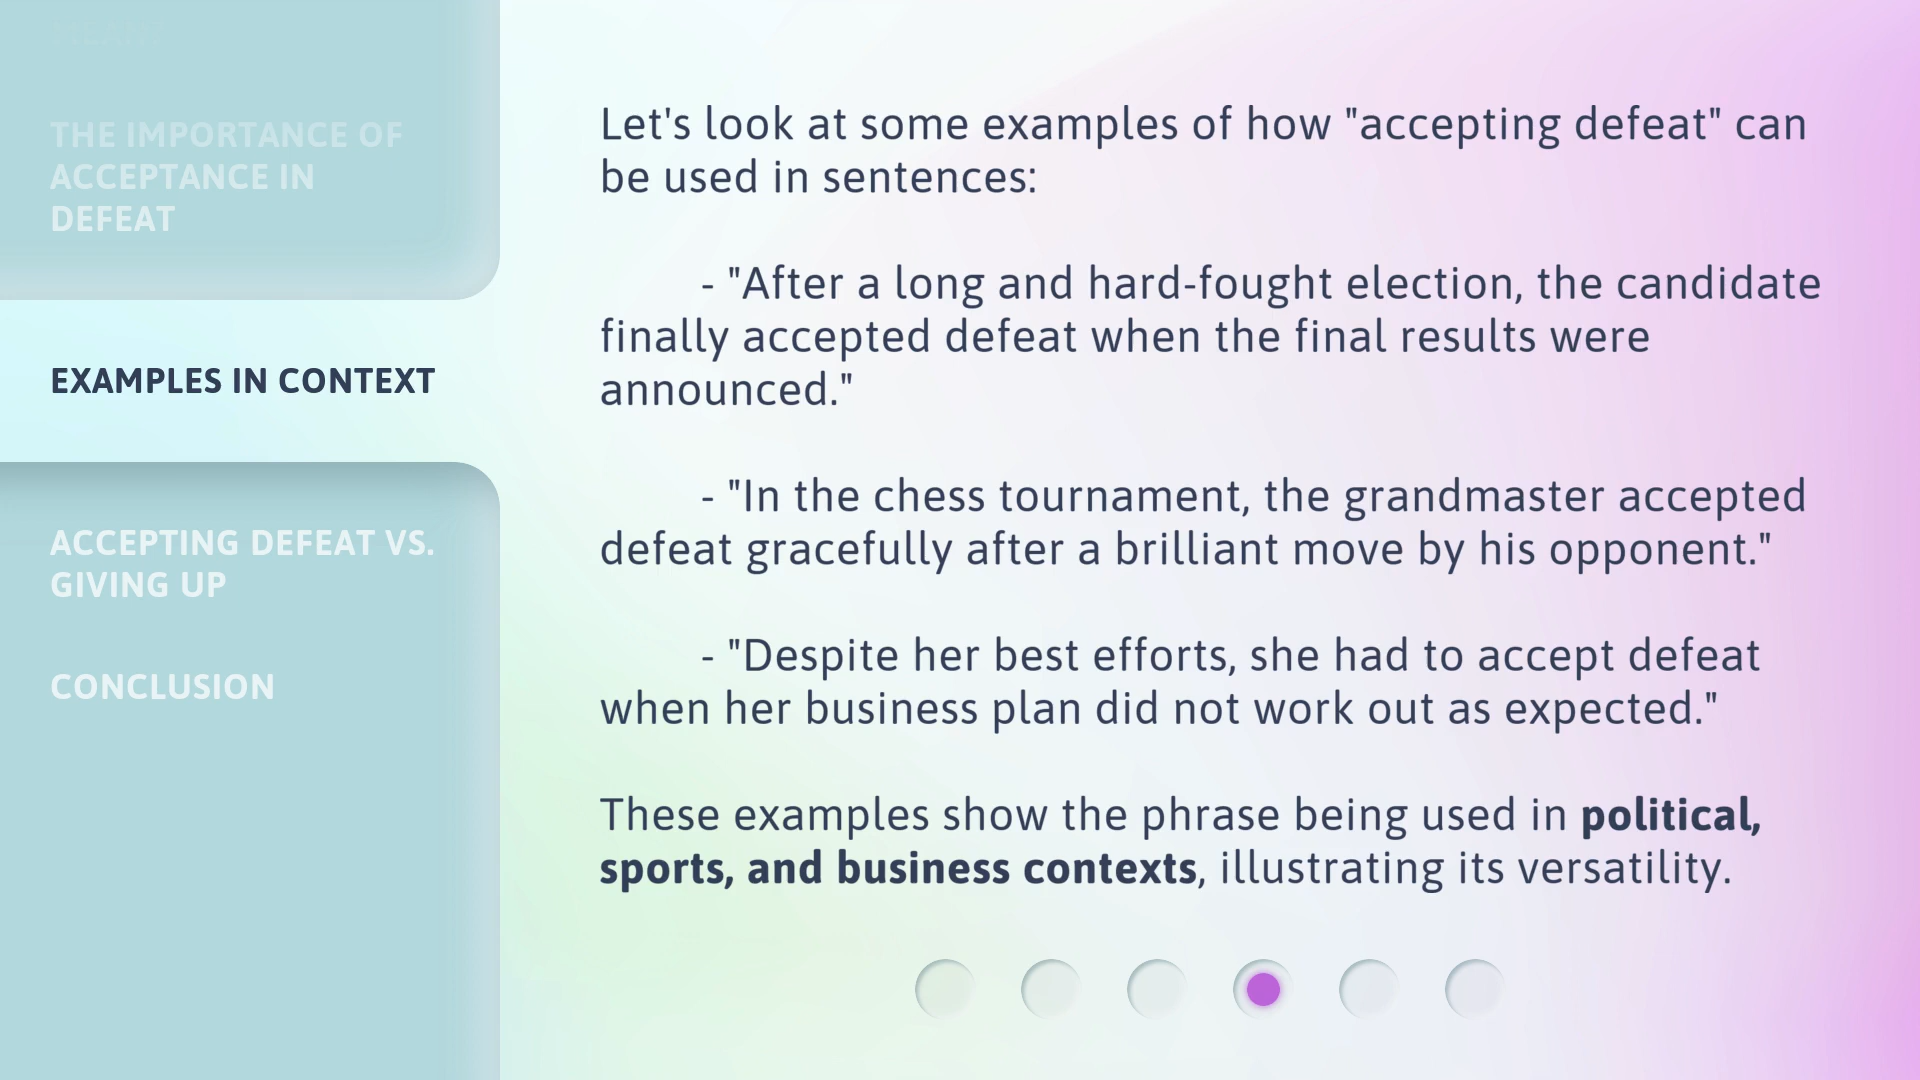 THE IMPORTANCE OF
ACCEPTANCE IN
DEFEAT
EXAMPLES IN CONTEXT
ACCEPTING DEFEAT VS.
GIVING UP
CONCLUSION
Let's look at some examples of how "accepting defeat" can
be used in sentences:
- "After a long and hard-fought election, the candidate
finally accepted defeat when the final results were
announced."
- "In the chess tournament, the grandmaster accepted
defeat gracefully after a brilliant move by his opponent."
- "Despite her best efforts, she had to accept defeat
when her business plan did not work out as expected."
These examples show the phrase being used in political,
sports, and business contexts, illustrating its versatility.